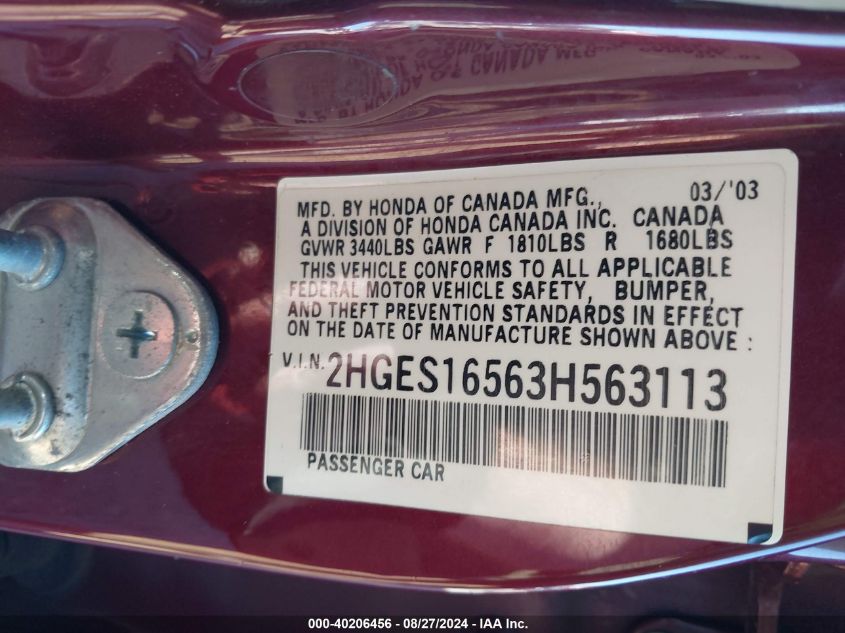 MFD. BY HONDA OF CANADA MFG., 03/'03
A DIVISION OF HONDA CANADA INC. CANADA
GVWR 3440LBS GAWR F 1810LBS R 1680LBS
THIS VEHICLE CONFORMS TO ALL APPLICABLE
FEDERAL MOTOR VEHICLE SAFETY, BUMPER,
AND THEFT PREVENTION STANDARDS IN EFFECT
ON THE DATE OF MANUFACTURE SHOWN ABOVE :
V.I.N. 2HGES16563H563113
PASSENGER CAR
000-40206456 - 08/27/2024 - IAA Inc.